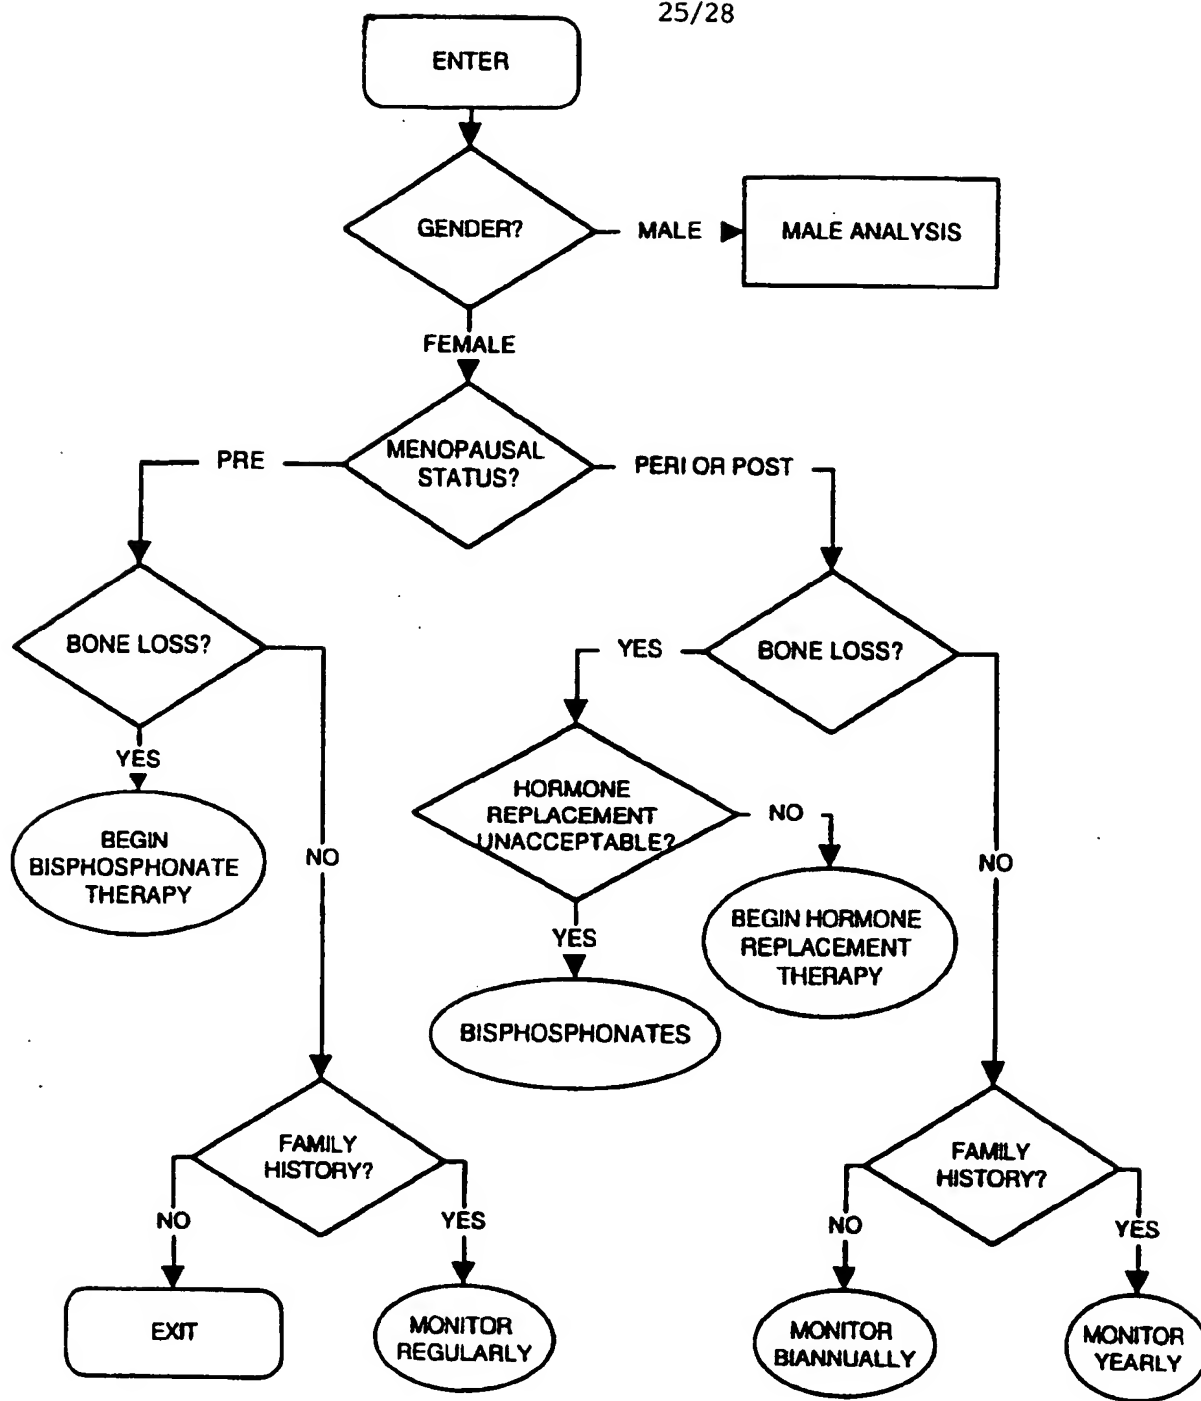 25/28
ENTER
GENDER?
MALE
MALE ANALYSIS
FEMALE
MENOPAUSAL
STATUS?
PRE
PERI OR POST
BONE LOSS?
YES
BONE LOSS?
YES
HORMONE
REPLACEMENT
UNACCEPTABLE?
NO
BEGIN
BISPHOSPHONATE
THERAPY
NO
NO
BEGIN HORMONE
REPLACEMENT
THERAPY
YES
BISPHOSPHONATES
FAMILY
HISTORY?
FAMILY
HISTORY?
NO
YES
NO
YES
EXIT
MONITOR
REGULARLY
MONITOR
BIANNUALLY
MONITOR
YEARLY